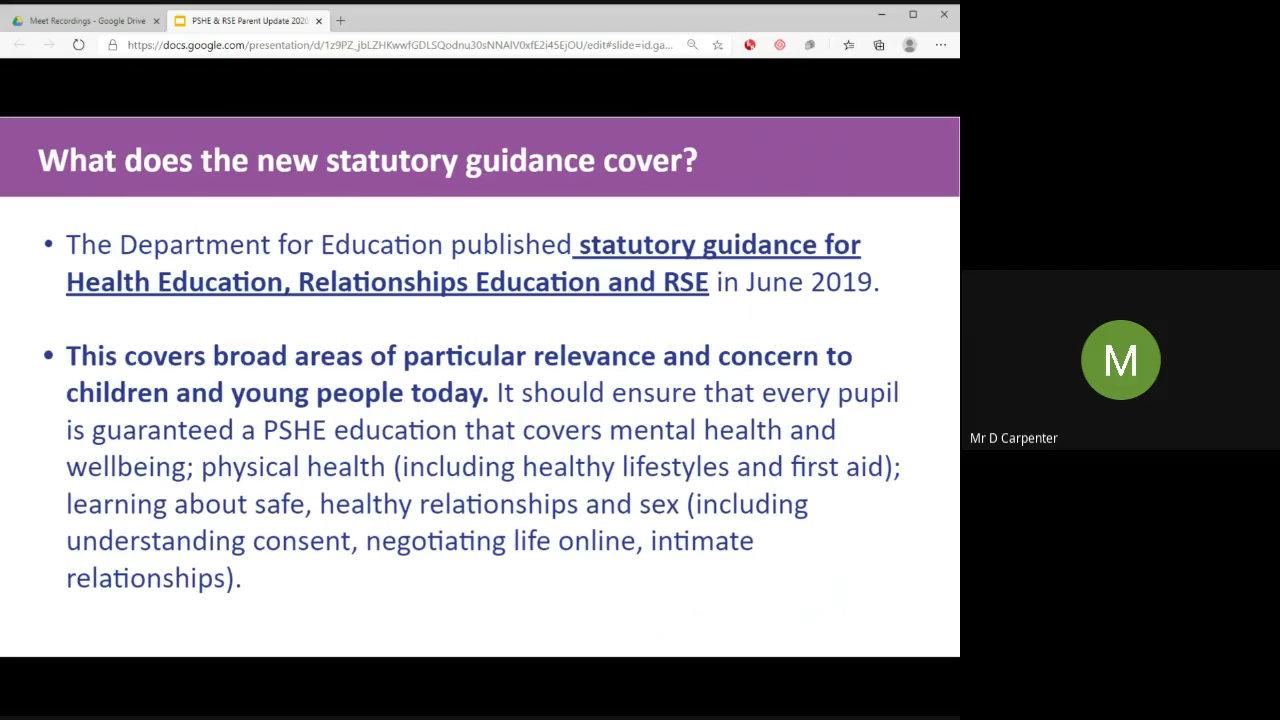 Meet Recordings - Google Drive
PSHE & RSE Parent Update 2020
https://docs.google.com/presentation/d/1z9PZ_jbLZHKwwfGDLSQodnu30sNNAlV0xfE2i45EjOU/edit#slide=id.ga...
What does the new statutory guidance cover?
• The Department for Education published statutory guidance for
Health Education, Relationships Education and RSE in June 2019.
• This covers broad areas of particular relevance and concern to
children and young people today. It should ensure that every pupil
is guaranteed a PSHE education that covers mental health and
wellbeing; physical health (including healthy lifestyles and first aid);
learning about safe, healthy relationships and sex (including
understanding consent, negotiating life online, intimate
relationships).
M
Mr D Carpenter